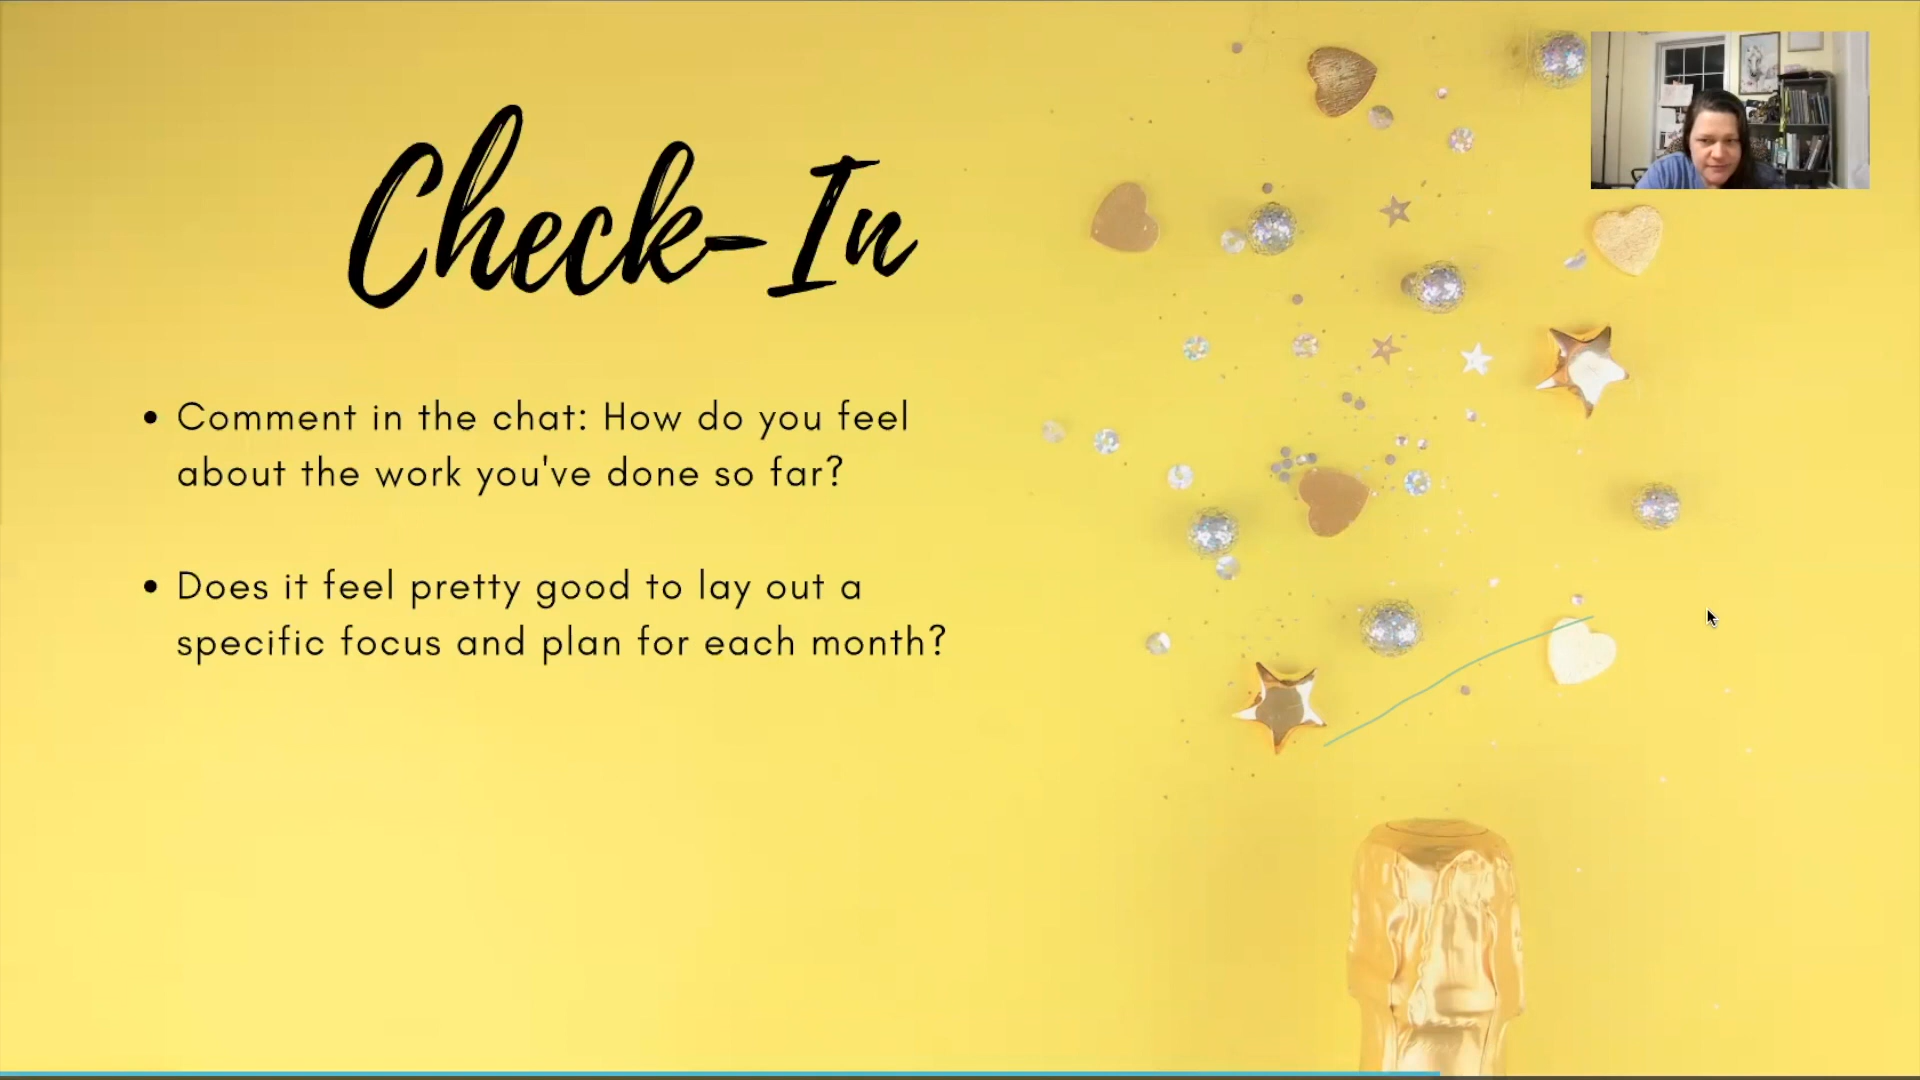 Check-In
• Comment in the chat: How do you feel
about the work you've done so far?
• Does it feel pretty good to lay out a
specific focus and plan for each month?